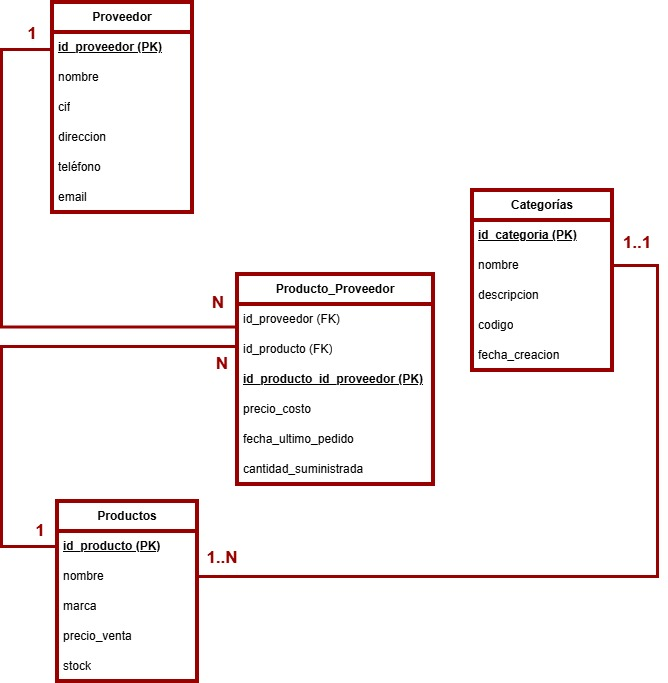 Proveedor
1
id_proveedor (PK)
nombre
cif
direccion
teléfono
email
Categorías
id_categoria (PK)
1..1
nombre
descripcion
codigo
fecha_creacion
Producto_Proveedor
N
id_proveedor (FK)
id_producto (FK)
N
id_producto_id_proveedor (PK)
precio_costo
fecha_ultimo_pedido
cantidad_suministrada
Productos
1
id_producto (PK)
1..N
nombre
marca
precio_venta
stock